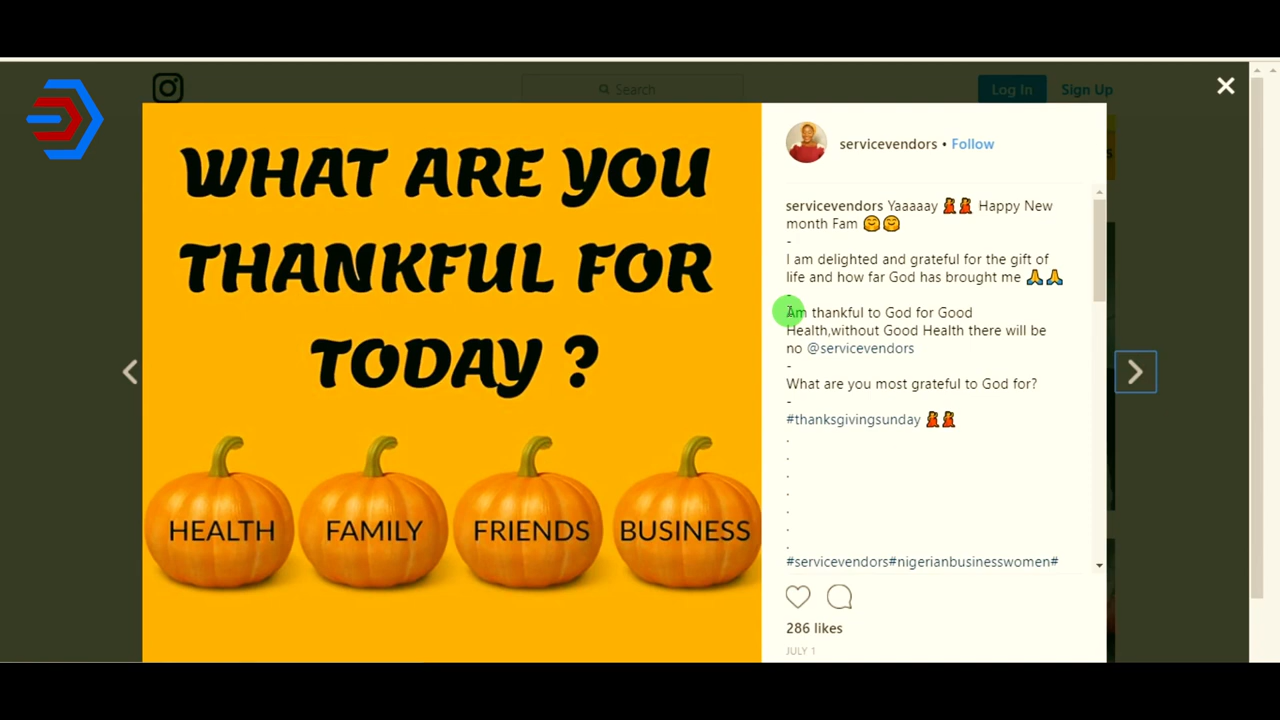 Search
Log In
Sign Up
WHAT ARE YOU
THANKFUL FOR
TODAY ?
HEALTH
FAMILY
FRIENDS
BUSINESS
servicevendors • Follow
servicevendors Yaaaaay 💃💃 Happy New
month Fam 🤗🤗
-
I am delighted and grateful for the gift of
life and how far God has brought me 🙏🙏
-
Am thankful to God for Good
Health,without Good Health there will be
no @servicevendors
-
What are you most grateful to God for?
-
#thanksgivingsunday 💃💃
.
.
.
.
.
.
.
#servicevendors#nigerianbusinesswomen#
286 likes
JULY 1